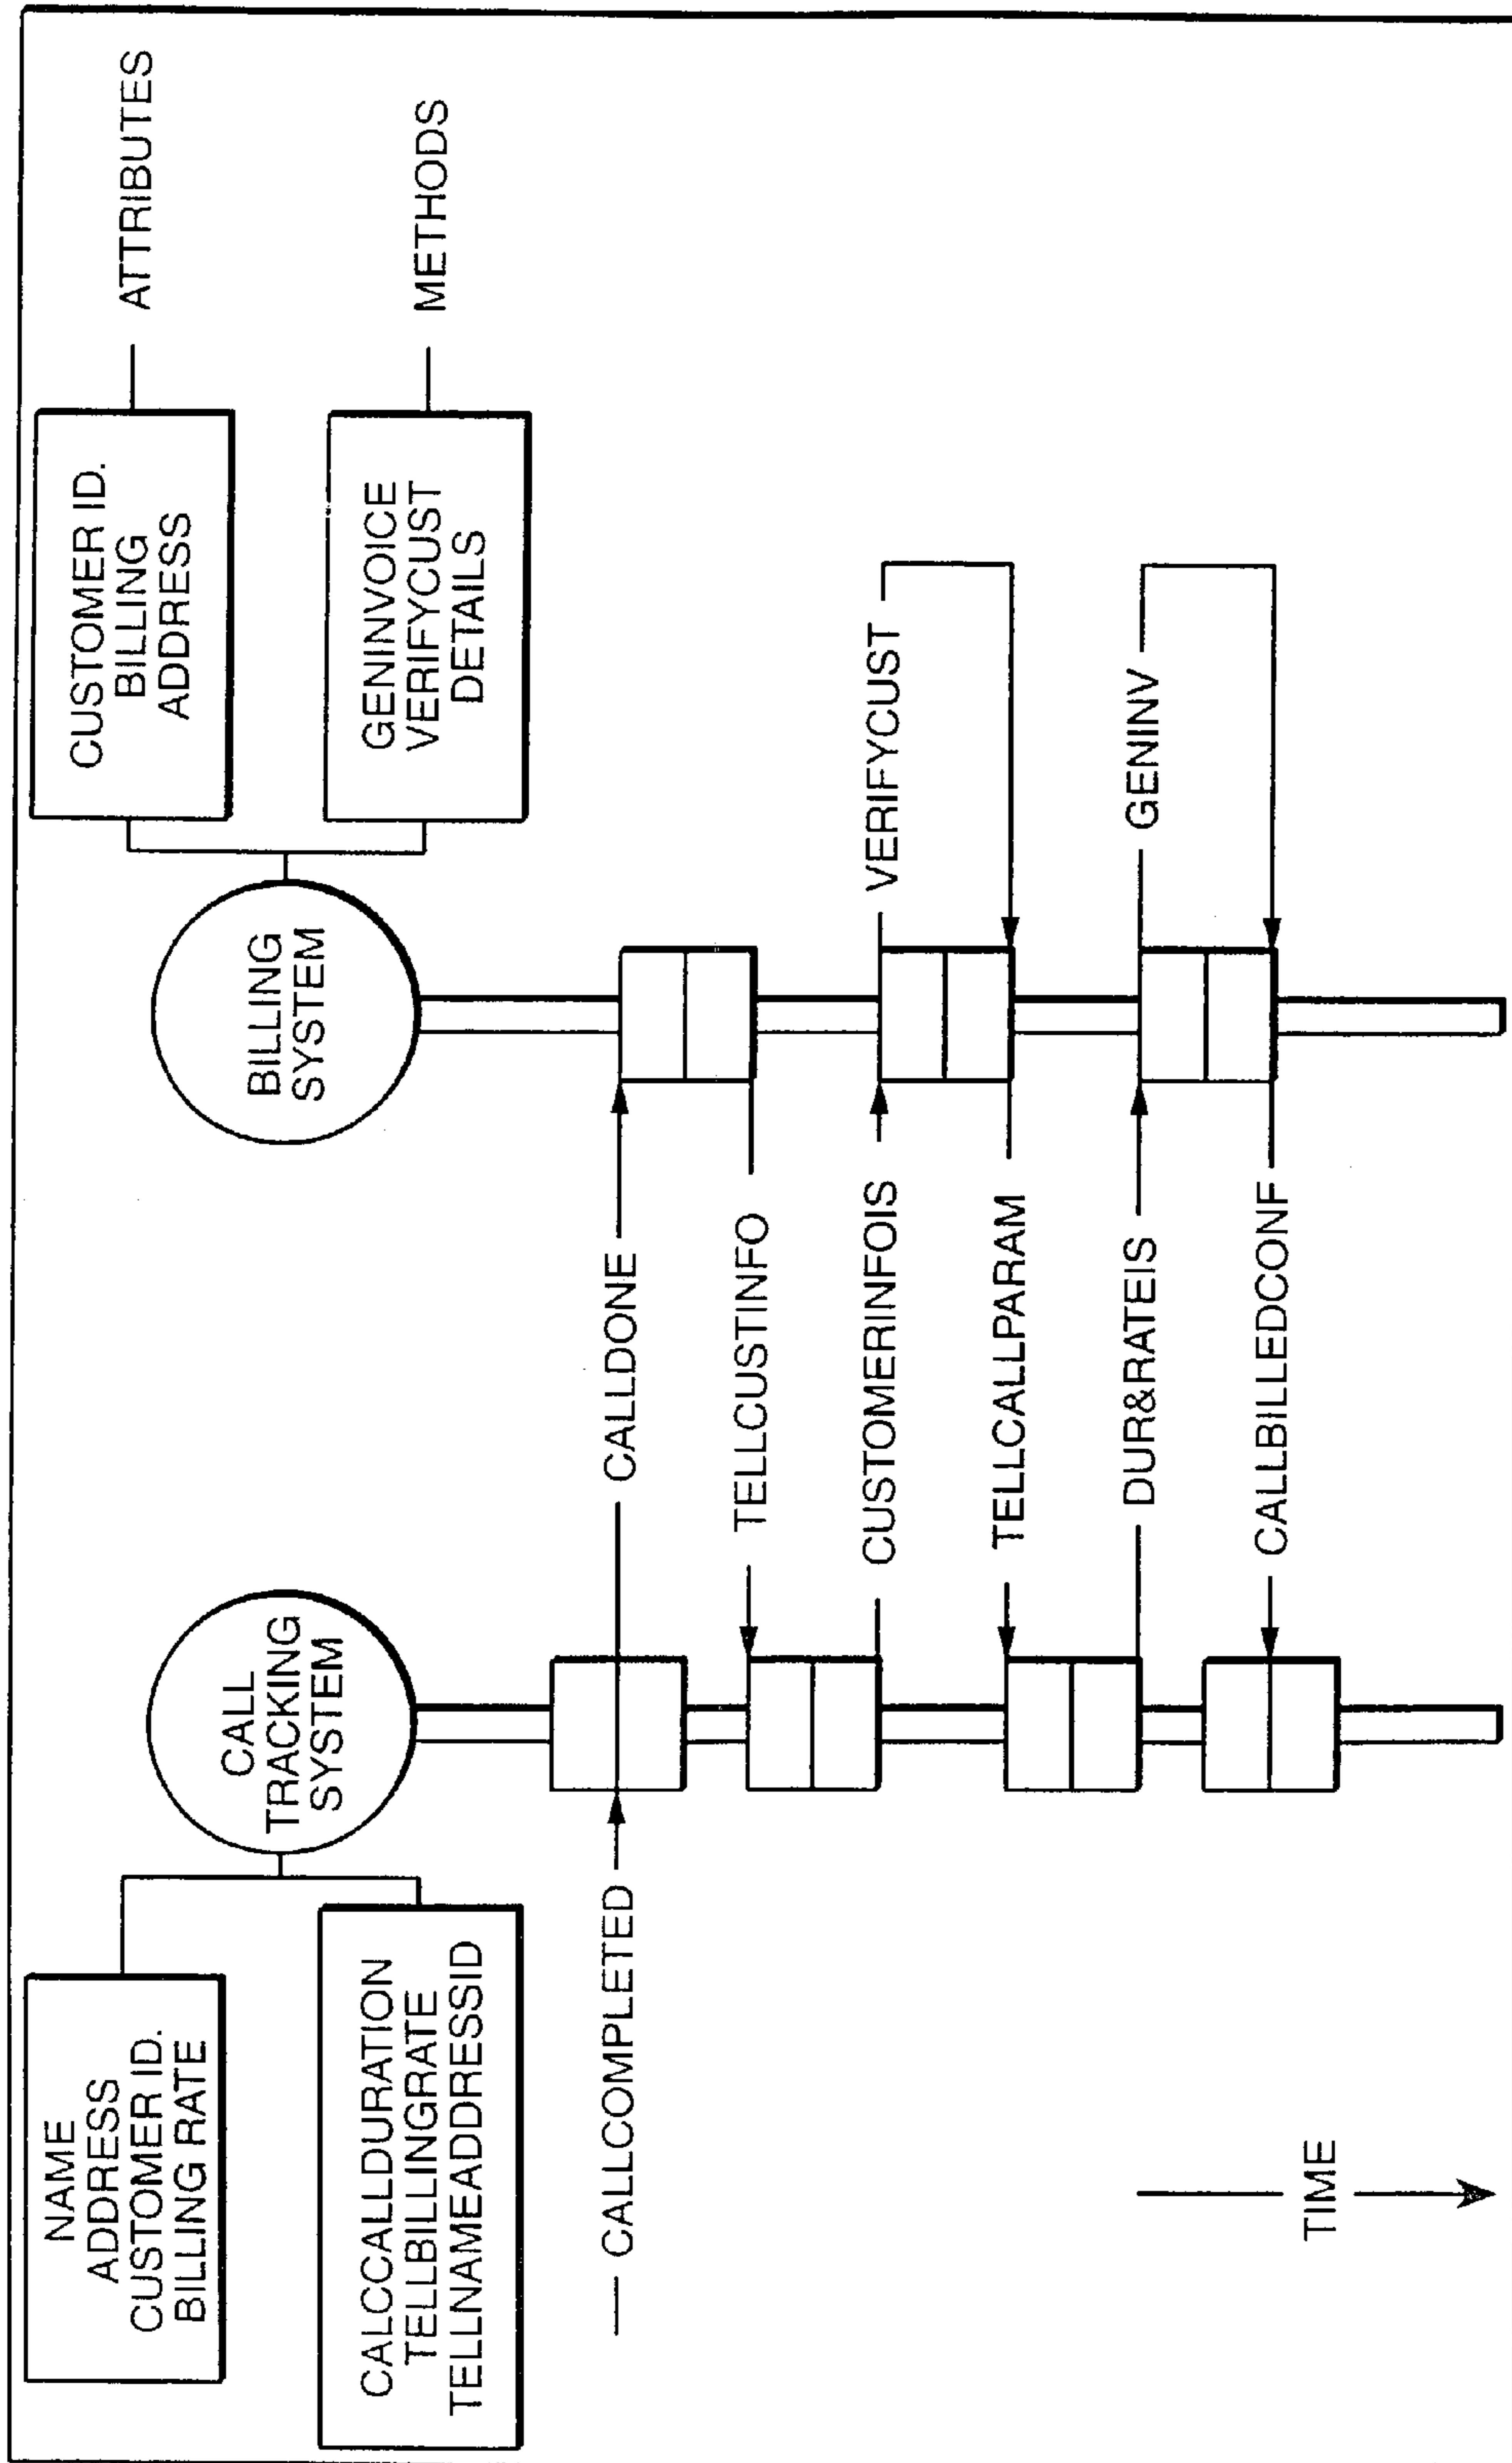 NAME
ADDRESS
CUSTOMER ID.
BILLING RATE
CALCCALLDURATION
TELLBILLINGRATE
TELLNAMEADDRESSID
CALL
TRACKING
SYSTEM
BILLING
SYSTEM
CUSTOMER ID.
BILLING
ADDRESS
ATTRIBUTES
GENINVOICE
VERIFYCUST
DETAILS
METHODS
CALLCOMPLETED
CALLDONE
TELLCUSTINFO
CUSTOMERINFOIS
VERIFYCUST
TELLCALLPARAM
DUR&RATEIS
GENINV
CALLBILLEDCONF
TIME